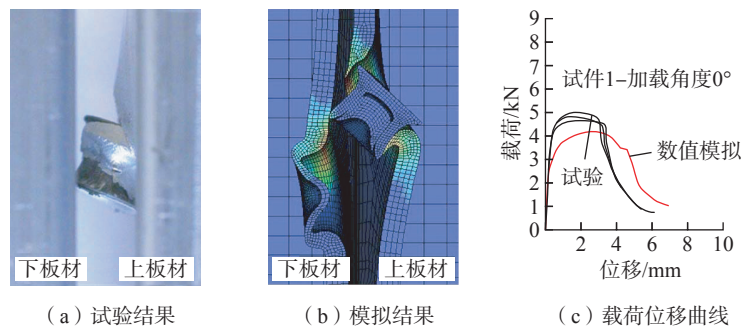 下板材 上板材
(a)试验结果
下板材 上板材
(b)模拟结果
载荷/kN
9
8
7
6
5
4
3
2
1
0
试件1–加载角度0°
数值模拟
试验
2 4 6 8 10
位移/mm
(c)载荷位移曲线